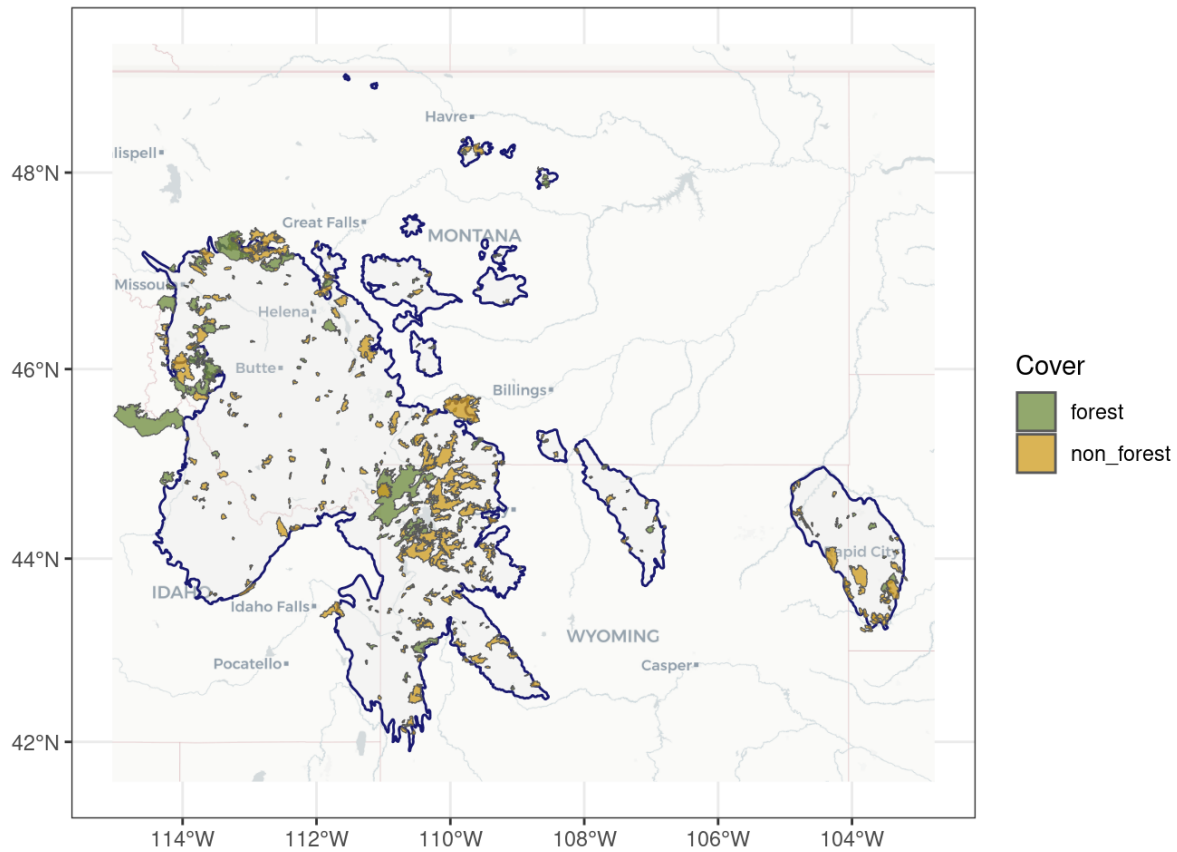 Havre
lispell
48°N
Great Falls
MONTANA
Missou
Helena
46°N
Butte
Billings
Cover
forest
non_forest
44°N
apid City
IDAHO
Idaho Falls
WYOMING
Pocatello
Casper
42°N
114°W 112°W 110°W 108°W 106°W 104°W